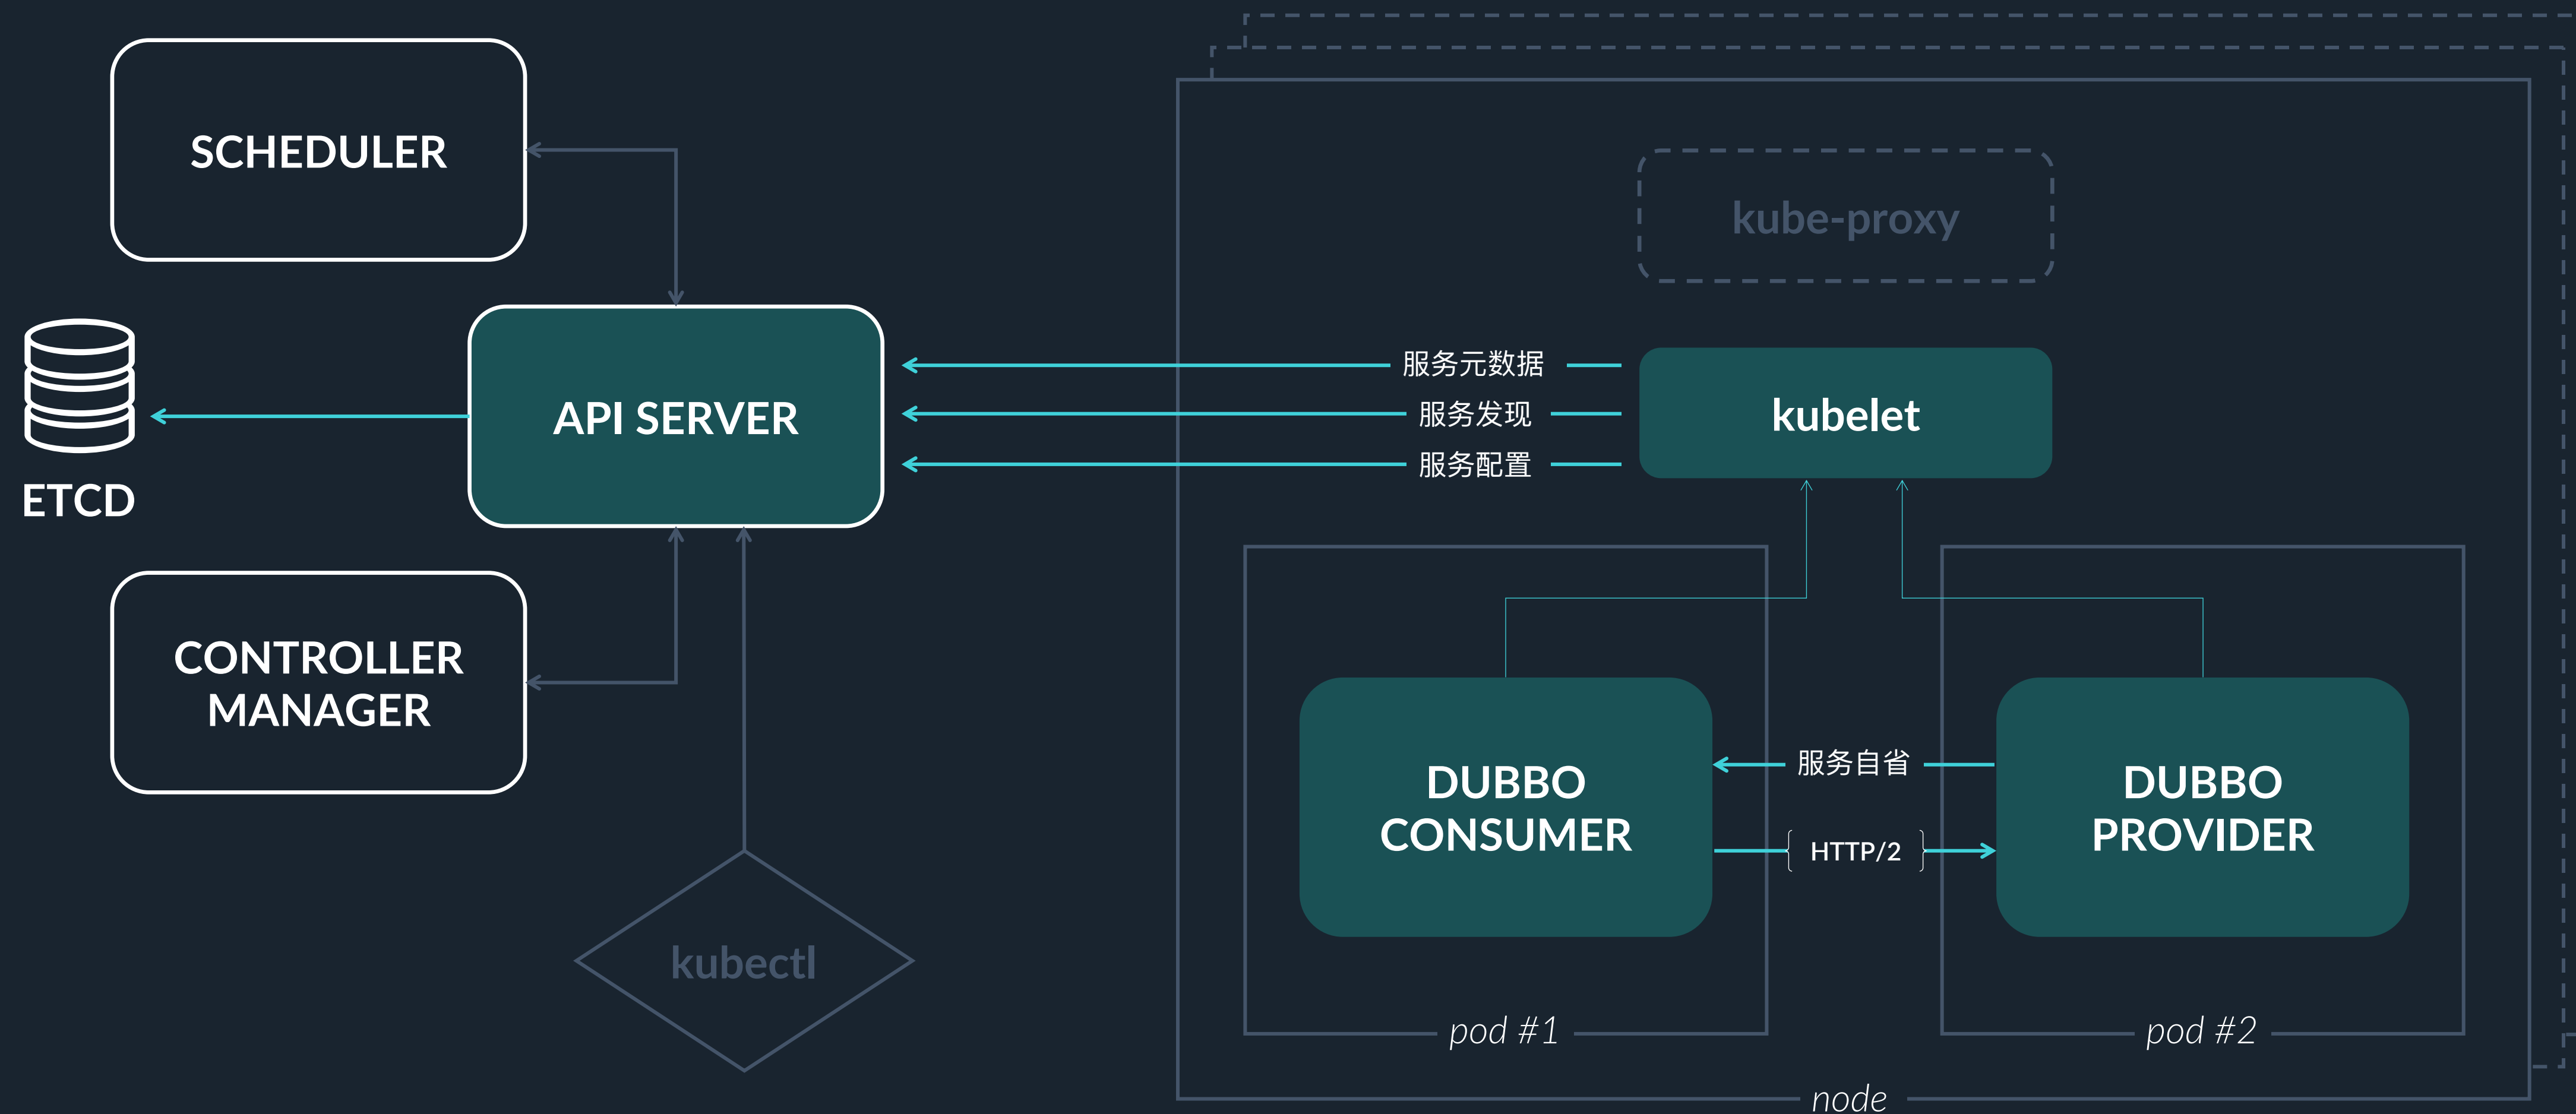 SCHEDULER
kube-proxy
服务元数据
服务发现
服务配置
kubelet
API SERVER
ETCD
CONTROLLER
MANAGER
kubectl
DUBBO
CONSUMER
服务自省
HTTP/2
DUBBO
PROVIDER
pod #1
pod #2
node